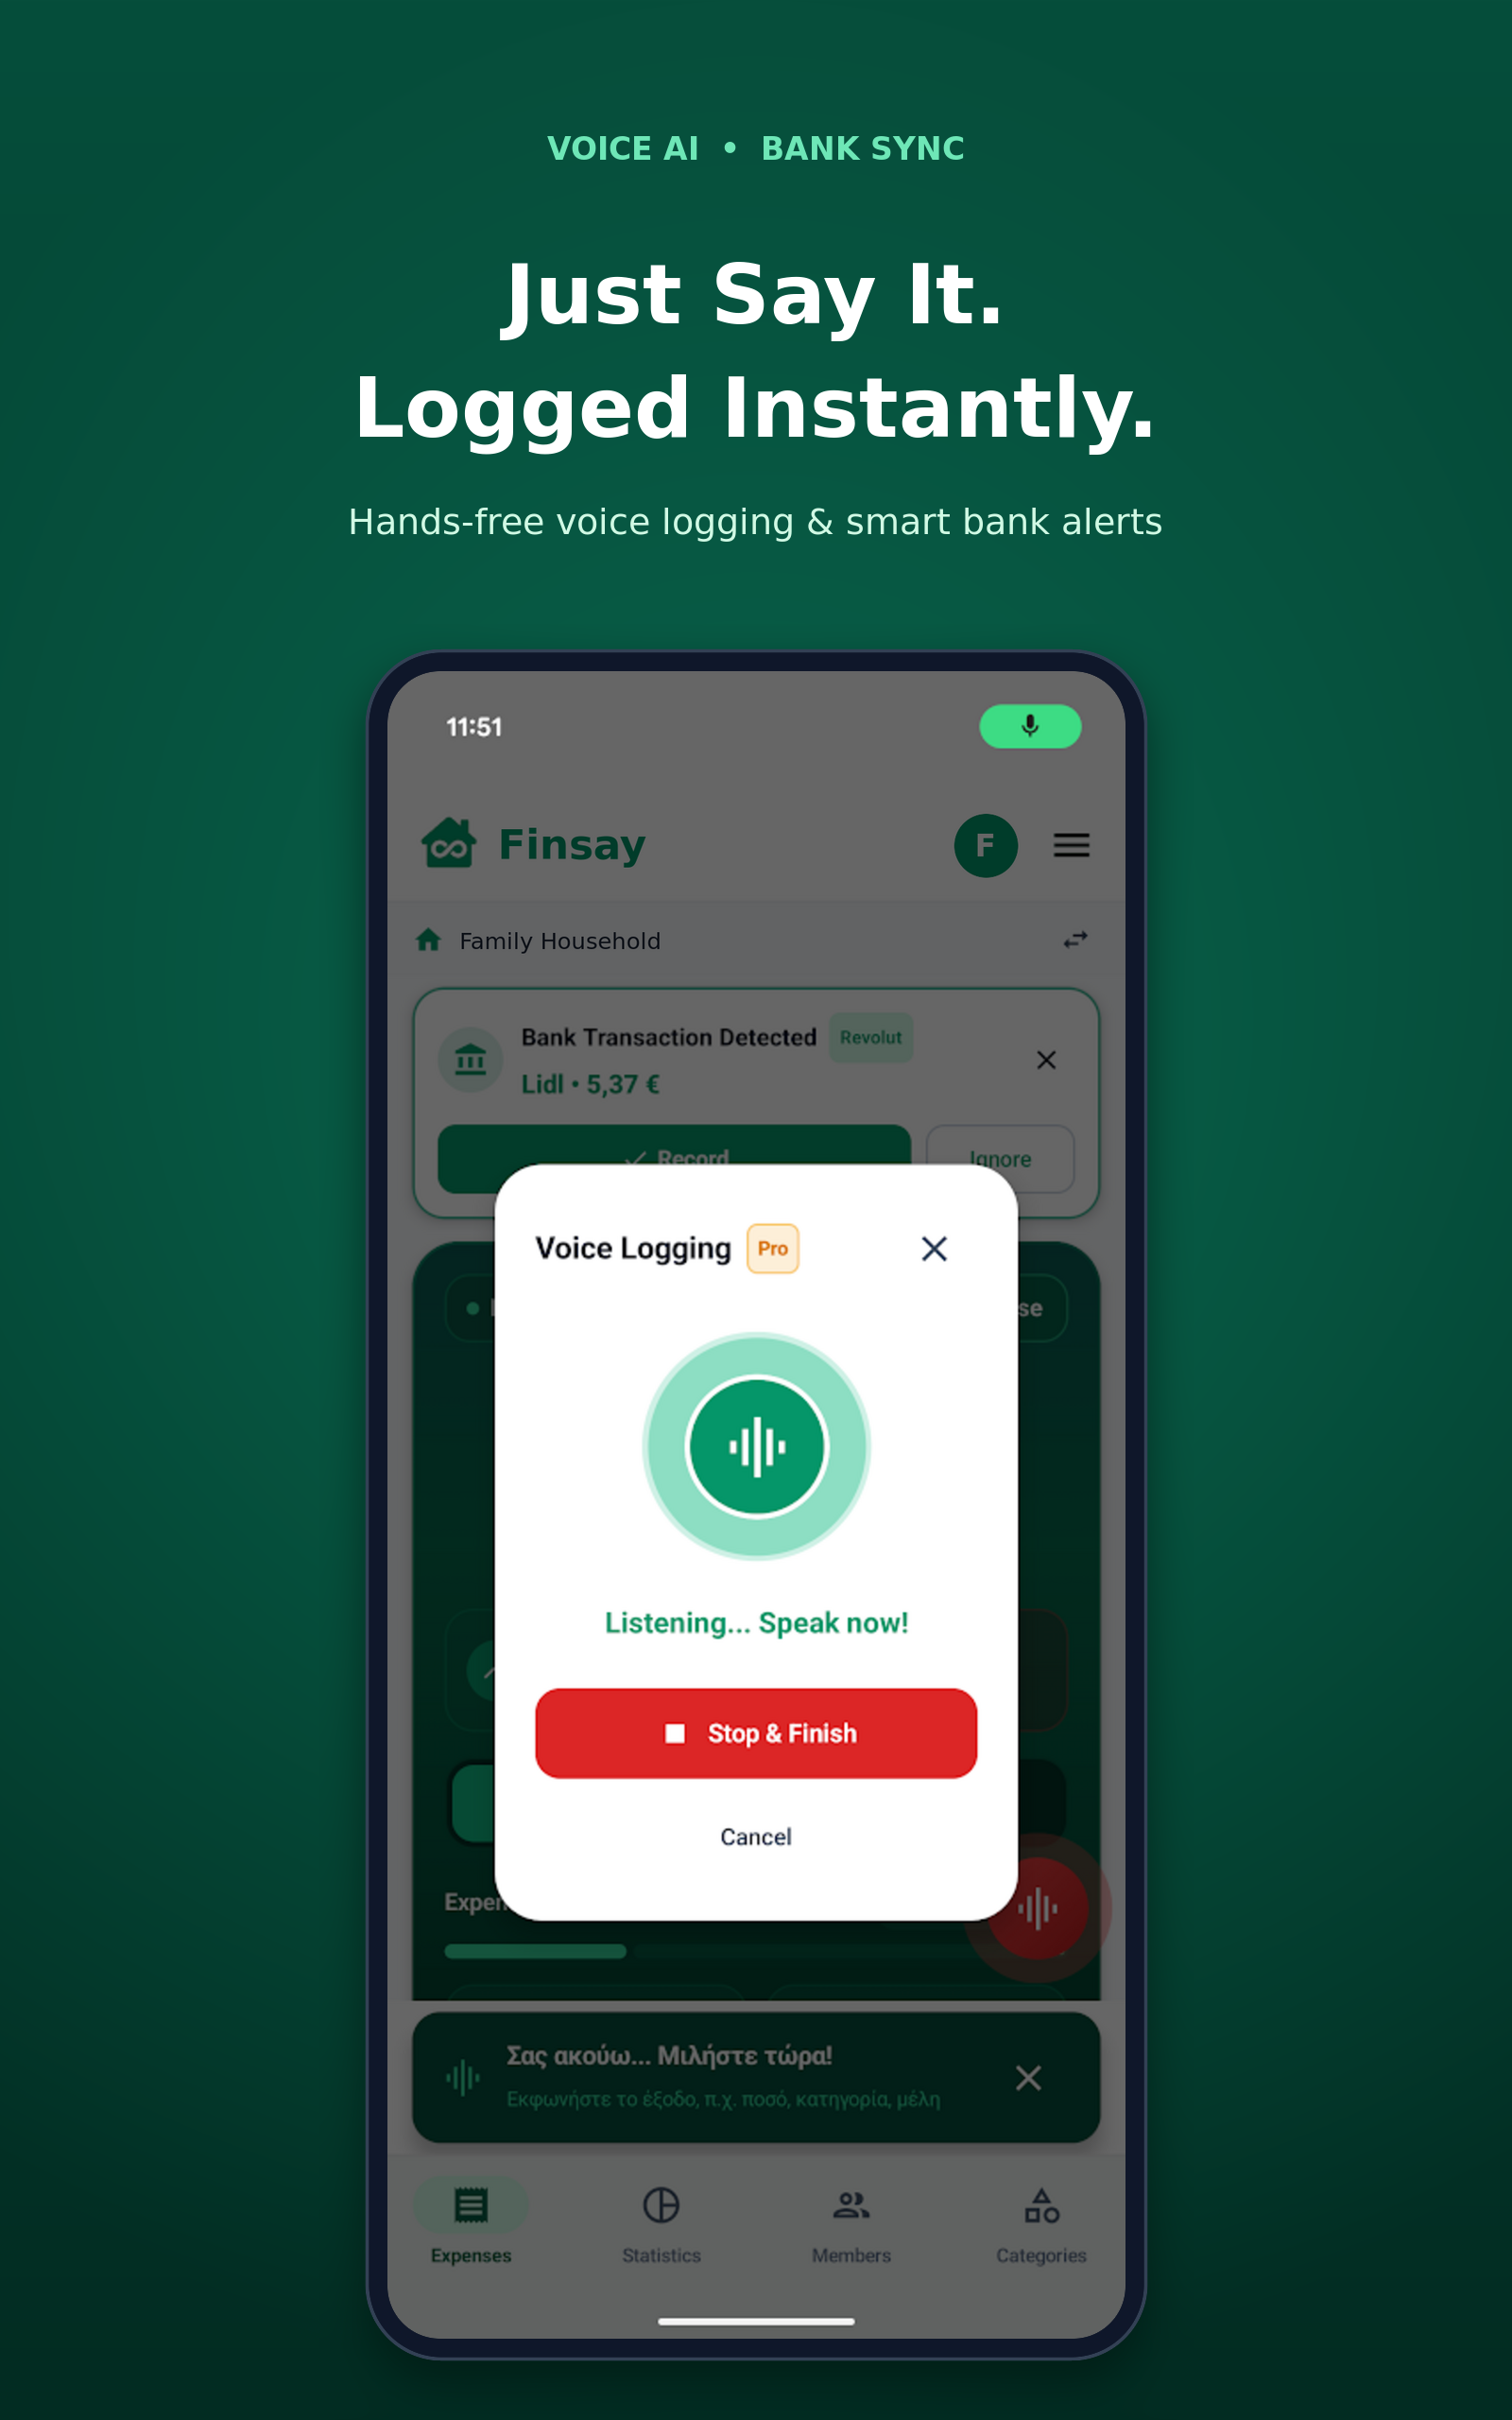 VOICE AI • BANK SYNC
Just Say It.
Logged Instantly.
Hands-free voice logging & smart bank alerts
11:51
Finsay
F
Family Household
Bank Transaction Detected Revolut
Lidl • 5,37 €
Record
Ignore
Voice Logging Pro
se
Listening... Speak now!
Stop & Finish
Cancel
Expen
Σας ακούω... Μιλήστε τώρα!
Εκφωνήστε το έξοδο, π.χ. ποσό, κατηγορία, μέλη
Expenses Statistics Members Categories